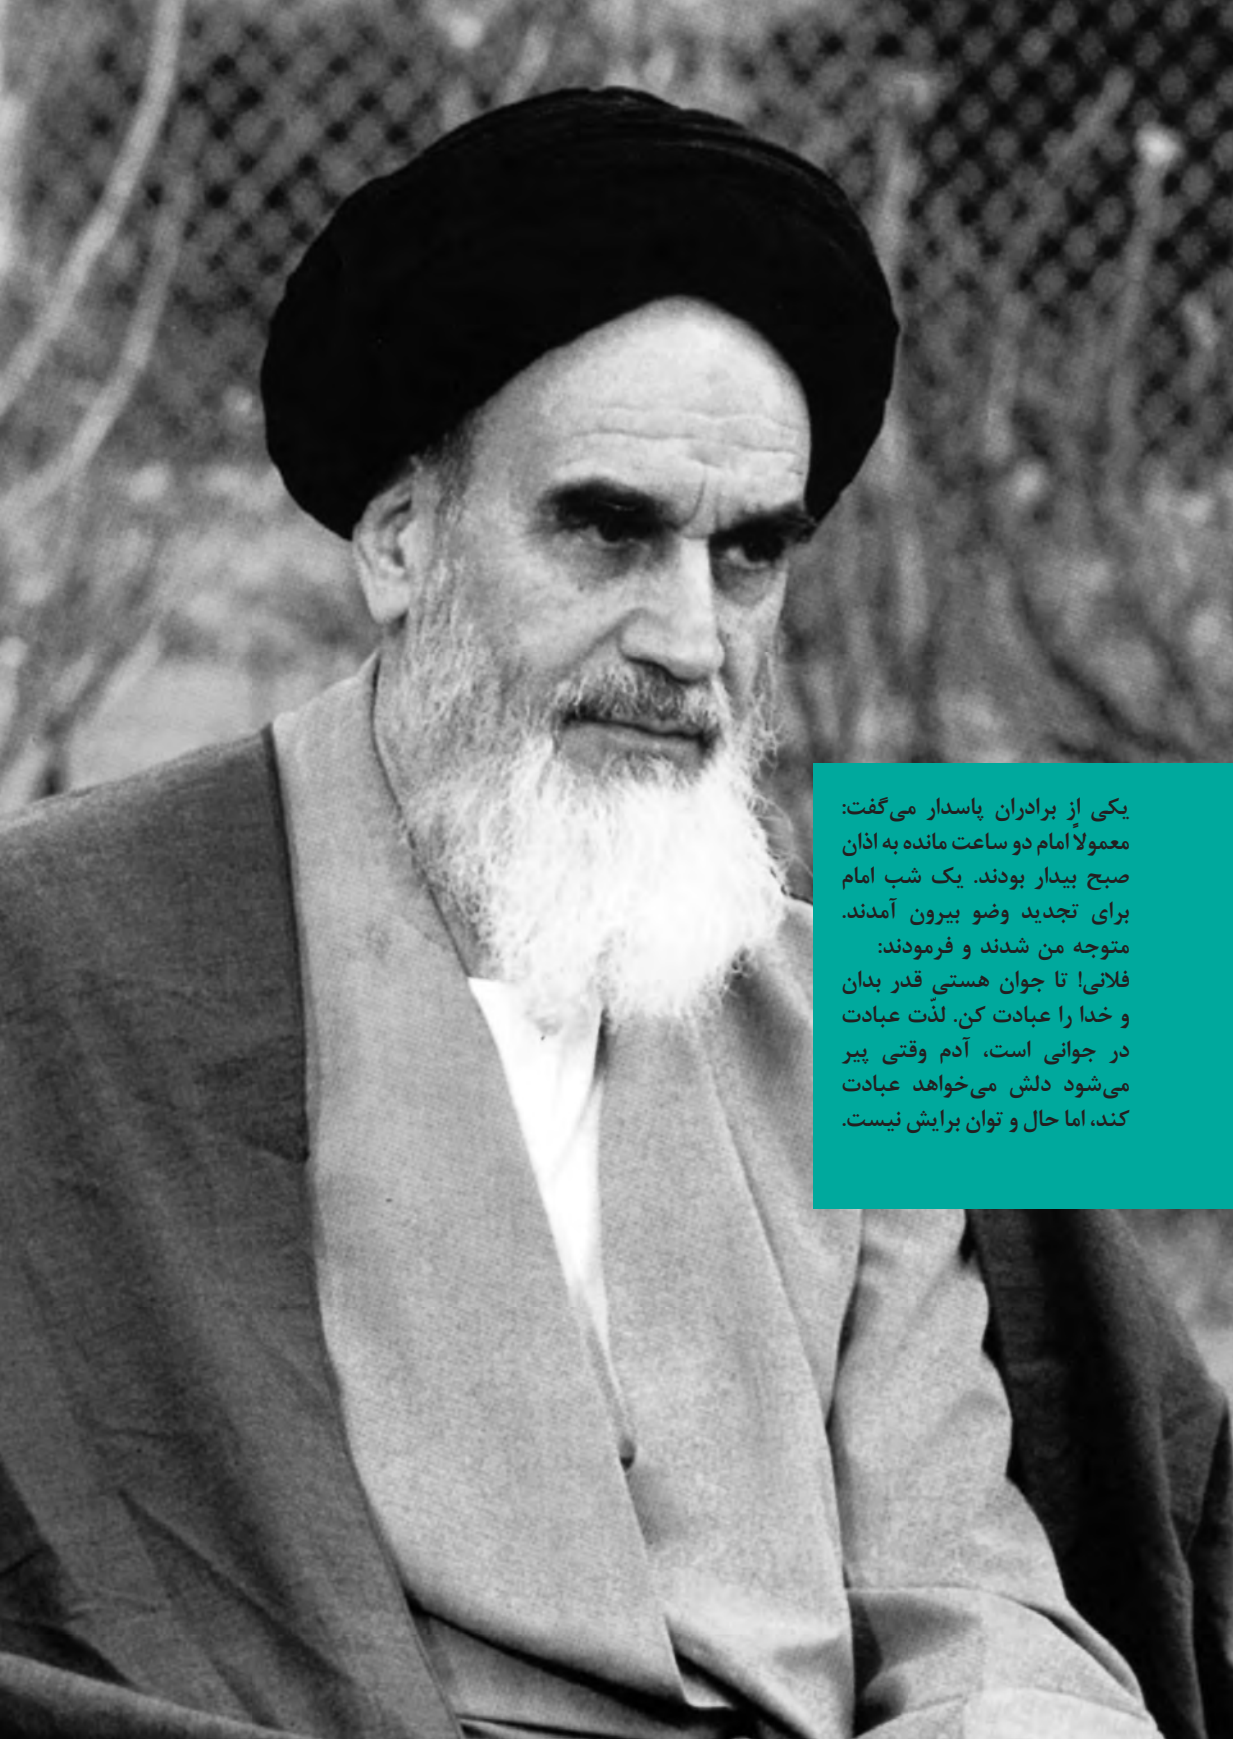 یکی از برادران پاسدار می‌گفت:
معمولاً امام دو ساعت مانده به اذان
صبح بیدار بودند. یک شب امام
برای تجدید وضو بیرون آمدند.
متوجه من شدند و فرمودند:
فلانی! تا جوان هستی قدر بدان
و خدا را عبادت کن. لذّت عبادت
در جوانی است، آدم وقتی پیر
می‌شود دلش می‌خواهد عبادت
کند، اما حال و توان برایش نیست.